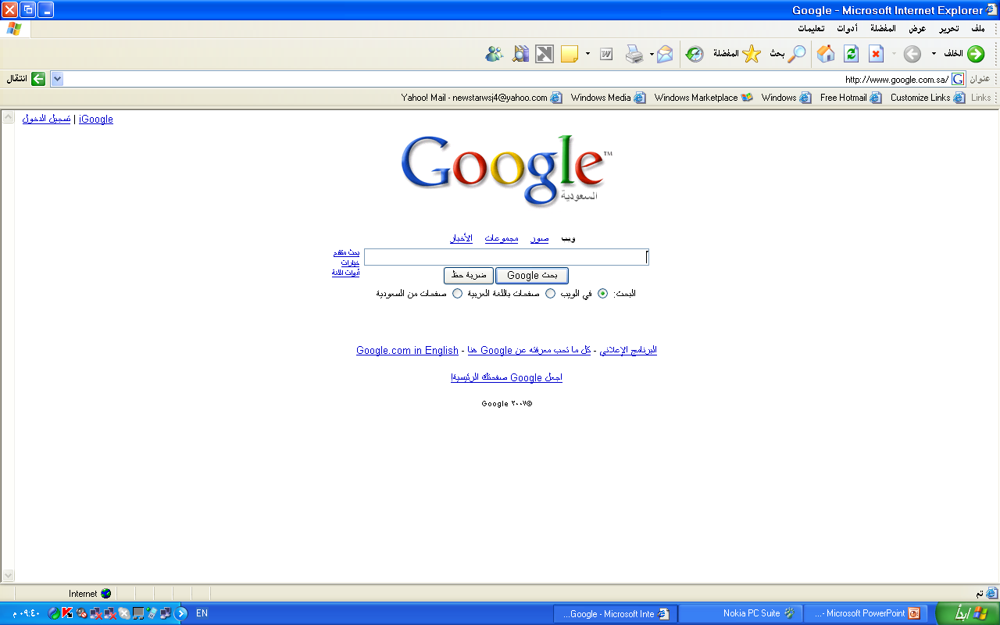 Google - Microsoft Internet Explorer
ملف تحرير عرض المفضلة أدوات تعليمات
الخلف بحث المفضلة
عنوان http://www.google.com.sa/ انتقال
Links Customize Links Free Hotmail Windows Windows Marketplace Windows Media Yahoo! Mail - newstarwsj4@yahoo.com
iGoogle | تسجيل الدخول
Google™
السعودية
ويب صور مجموعات الأخبار
بحث متقدم
خيارات
أدوات اللغة
بحث Google ضربة حظ
البحث: في الويب صفحات باللغة العربية صفحات من السعودية
البرنامج الإعلاني - كل ما تحب معرفته عن Google هنا - Google.com in English
اجعل Google صفحتك الرئيسية!
©٢٠٠٧ Google
تم Internet
ابدأ Microsoft PowerPoint -... Nokia PC Suite Google - Microsoft Inte... EN ٠٩:٤٠ م